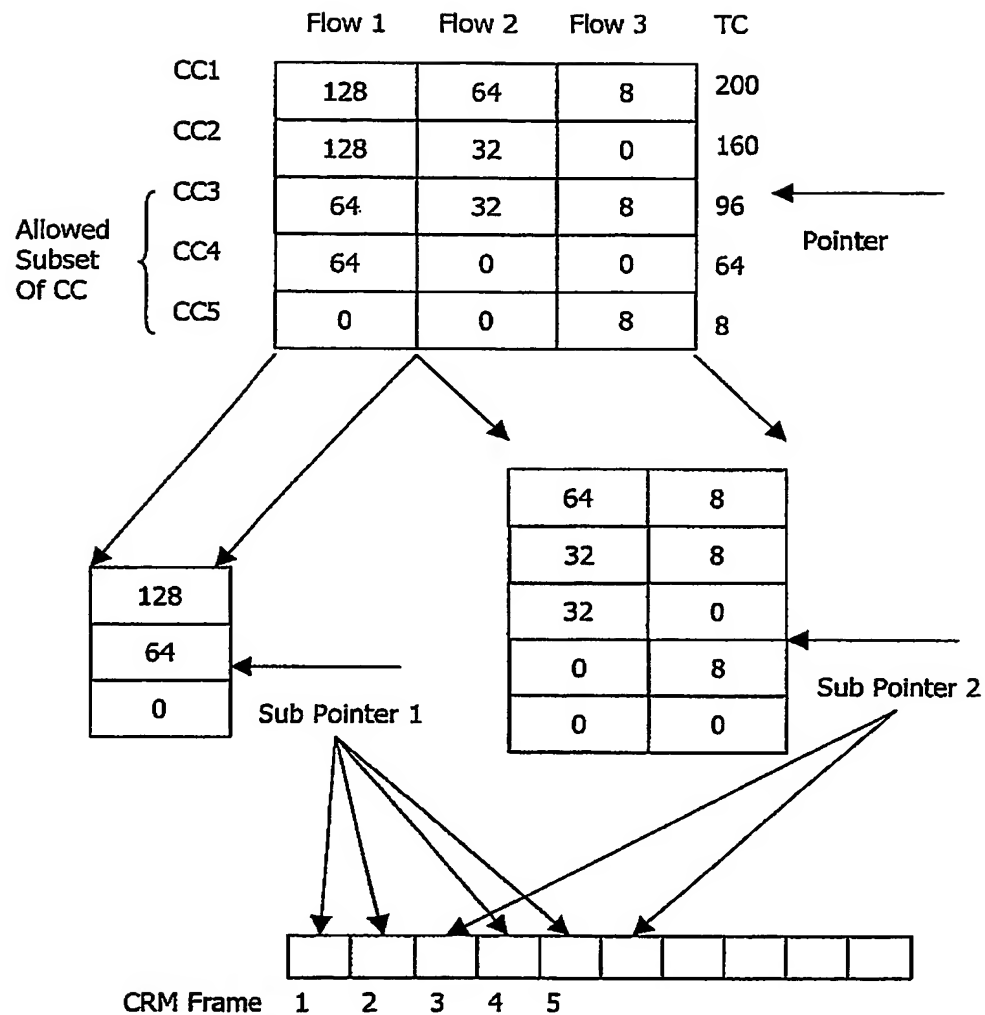 Flow 1 Flow 2 Flow 3 TC
CC1 128 64 8 200
CC2 128 32 0 160
CC3 64 32 8 96
Pointer
Allowed
Subset
Of CC
CC4 64 0 0 64
CC5 0 0 8 8
64 8
32 8
32 0
0 8
0 0
128
64
0
Sub Pointer 1
Sub Pointer 2
CRM Frame 1 2 3 4 5